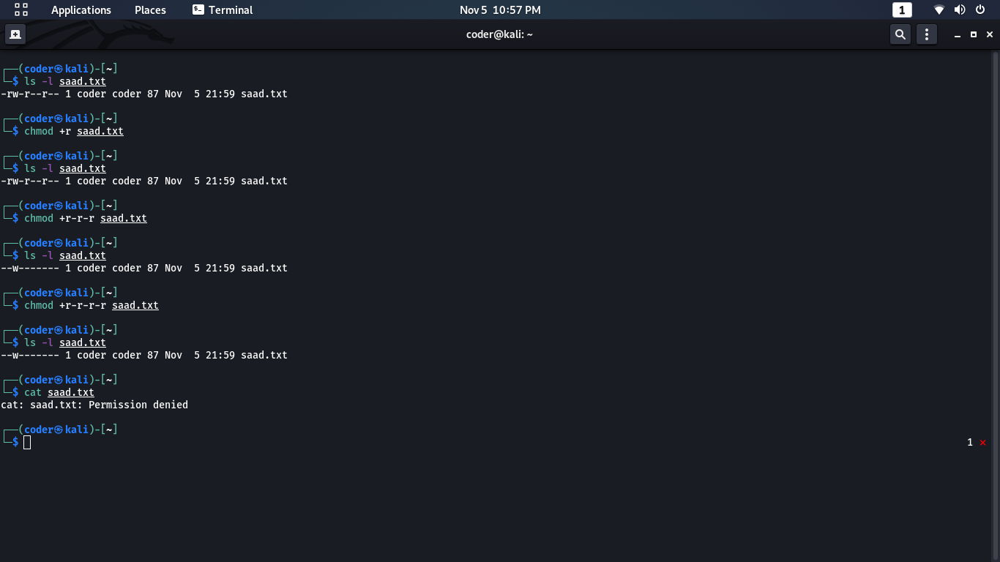 Applications Places Terminal Nov 5 10:57 PM 1
coder@kali: ~
┌──(coder㉿kali)-[~]
└─$ ls -l saad.txt
-rw-r--r-- 1 coder coder 87 Nov  5 21:59 saad.txt
┌──(coder㉿kali)-[~]
└─$ chmod +r saad.txt
┌──(coder㉿kali)-[~]
└─$ ls -l saad.txt
-rw-r--r-- 1 coder coder 87 Nov  5 21:59 saad.txt
┌──(coder㉿kali)-[~]
└─$ chmod +r-r-r saad.txt
┌──(coder㉿kali)-[~]
└─$ ls -l saad.txt
--w------- 1 coder coder 87 Nov  5 21:59 saad.txt
┌──(coder㉿kali)-[~]
└─$ chmod +r-r-r-r saad.txt
┌──(coder㉿kali)-[~]
└─$ ls -l saad.txt
--w------- 1 coder coder 87 Nov  5 21:59 saad.txt
┌──(coder㉿kali)-[~]
└─$ cat saad.txt
cat: saad.txt: Permission denied
┌──(coder㉿kali)-[~]
└─$ 1 ⨯